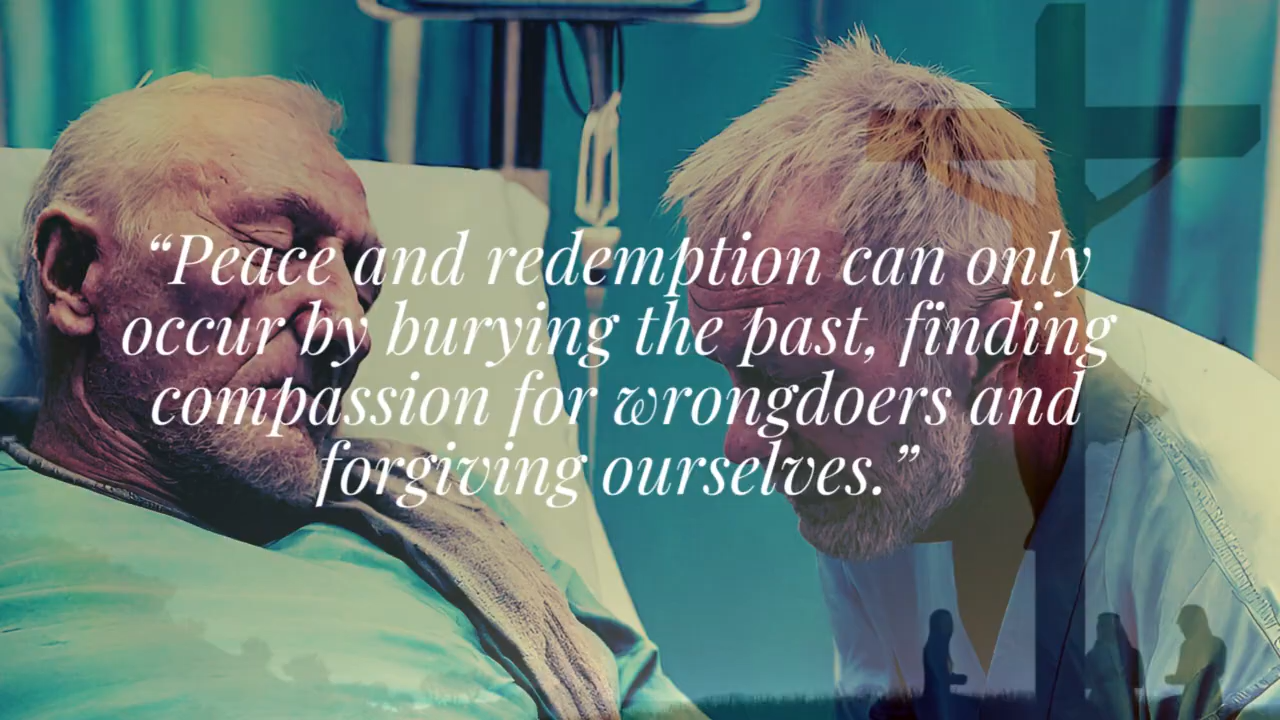 “Peace and redemption can only
occur by burying the past, finding
compassion for wrongdoers and
forgiving ourselves.”